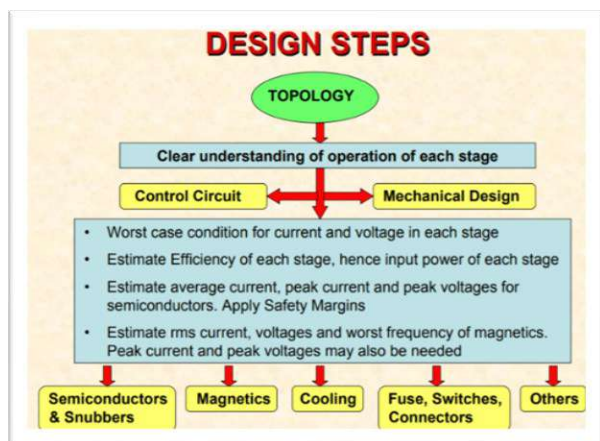 DESIGN STEPS
TOPOLOGY
Clear understanding of operation of each stage
Control Circuit
Mechanical Design
• Worst case condition for current and voltage in each stage
• Estimate Efficiency of each stage, hence input power of each stage
• Estimate average current, peak current and peak voltages for
semiconductors. Apply Safety Margins
• Estimate rms current, voltages and worst frequency of magnetics.
Peak current and peak voltages may also be needed
Semiconductors
& Snubbers
Magnetics
Cooling
Fuse, Switches,
Connectors
Others